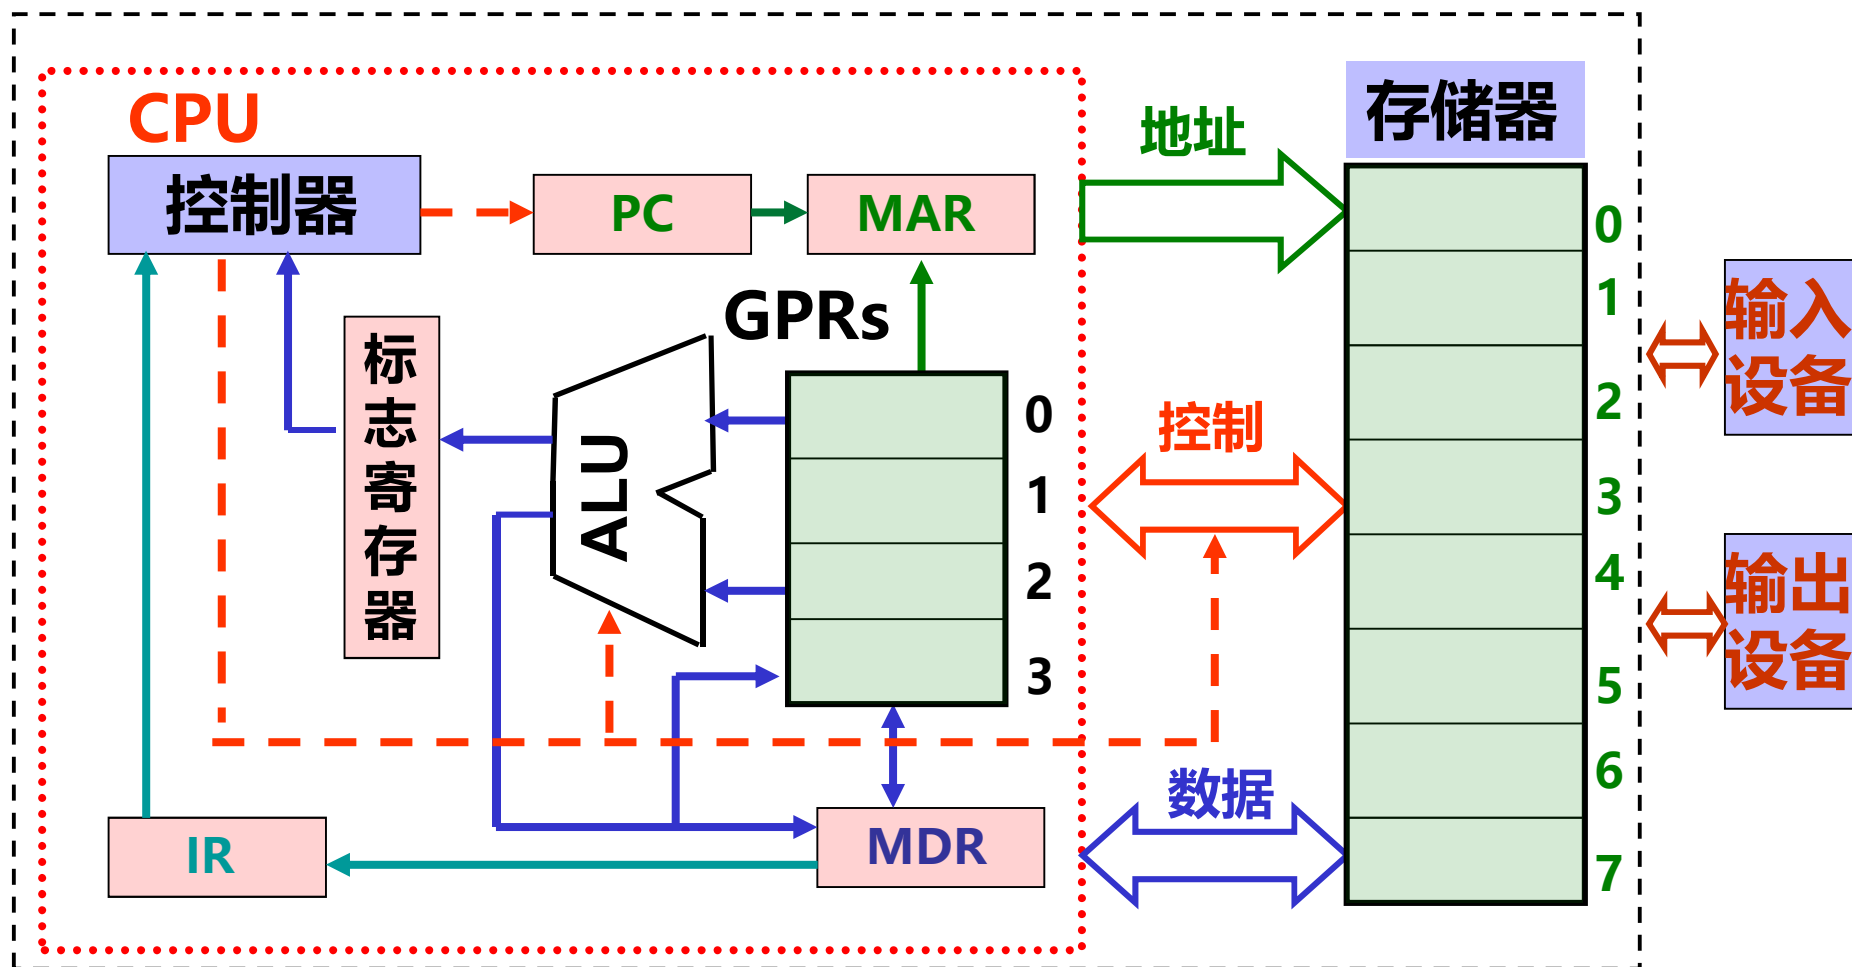 CPU
控制器
PC
MAR
地址
存储器
标
志
寄
存
器
ALU
GPRs
0
1
2
3
控制
0
1
2
3
4
5
6
7
输入
设备
输出
设备
IR
MDR
数据